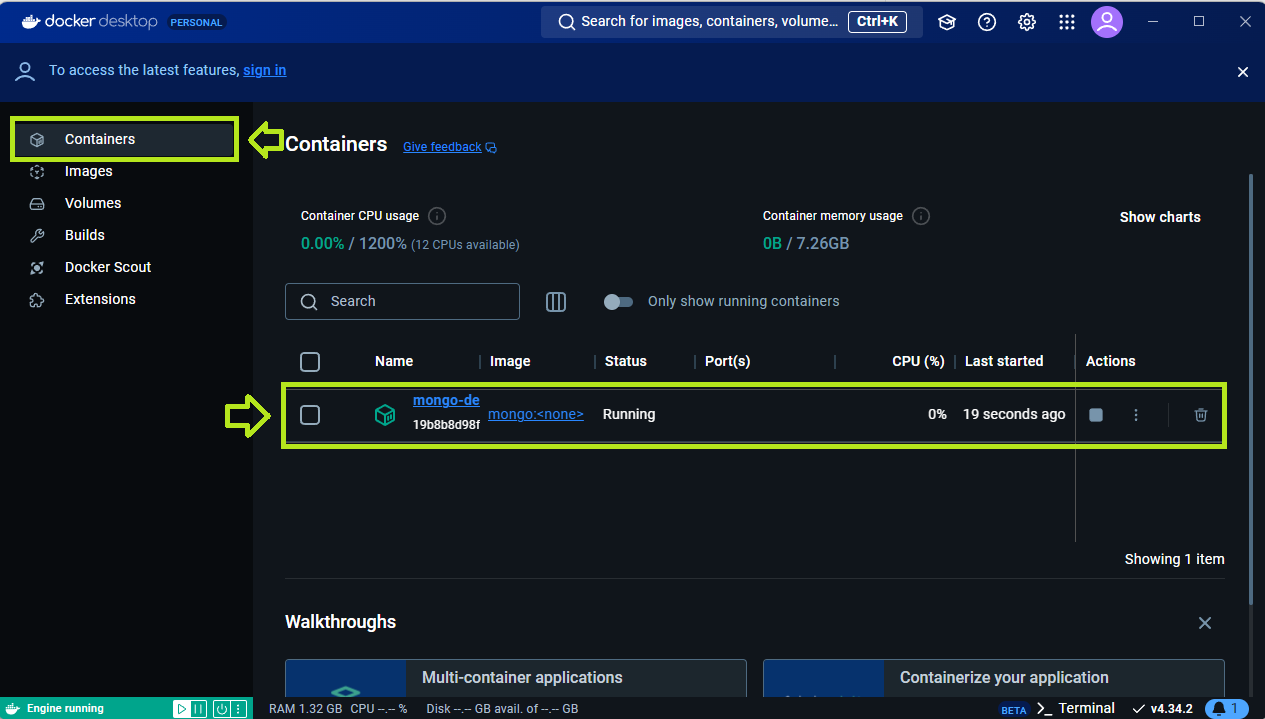 docker desktop PERSONAL
Search for images, containers, volume... Ctrl+K
To access the latest features, sign in
Containers
Images
Volumes
Builds
Docker Scout
Extensions
Containers Give feedback
Container CPU usage
0.00% / 1200% (12 CPUs available)
Container memory usage
0B / 7.26GB
Show charts
Search
Only show running containers
Name Image Status Port(s) CPU (%) Last started Actions
mongo-de
19b8b8d98f
mongo:<none> Running 0% 19 seconds ago
Showing 1 item
Walkthroughs
Multi-container applications
Containerize your application
Engine running
RAM 1.32 GB CPU --.-- % Disk --.-- GB avail. of --.-- GB
BETA >_ Terminal v4.34.2 1